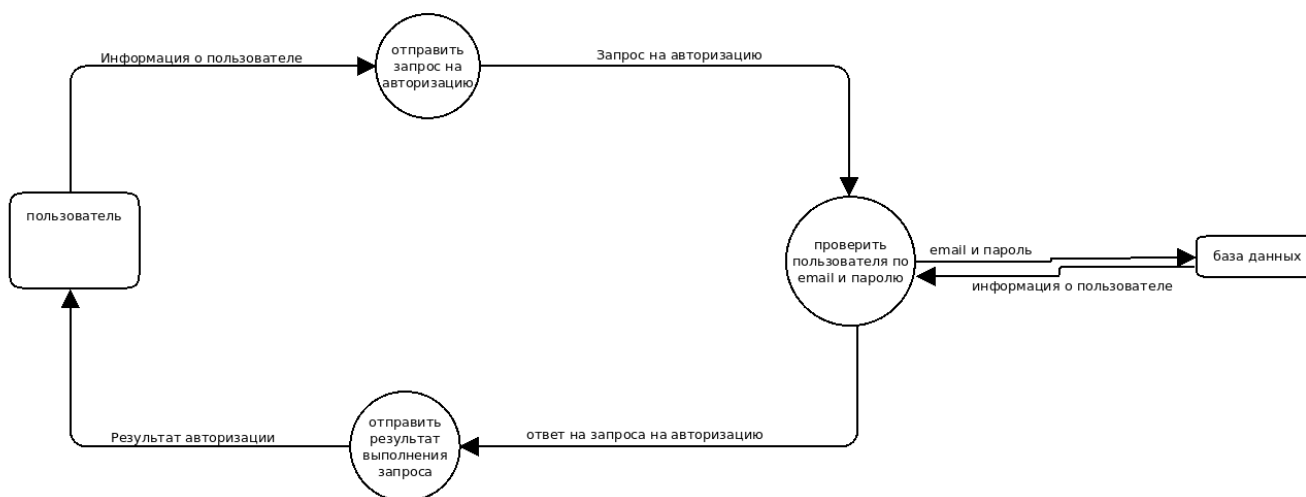 Информация о пользователе
отправить
запрос на
авторизацию
Запрос на авторизацию
пользователь
проверить
пользователя по
email и паролю
email и пароль
база данных
информация о пользователе
Результат авторизации
отправить
результат
выполнения
запроса
ответ на запроса на авторизацию